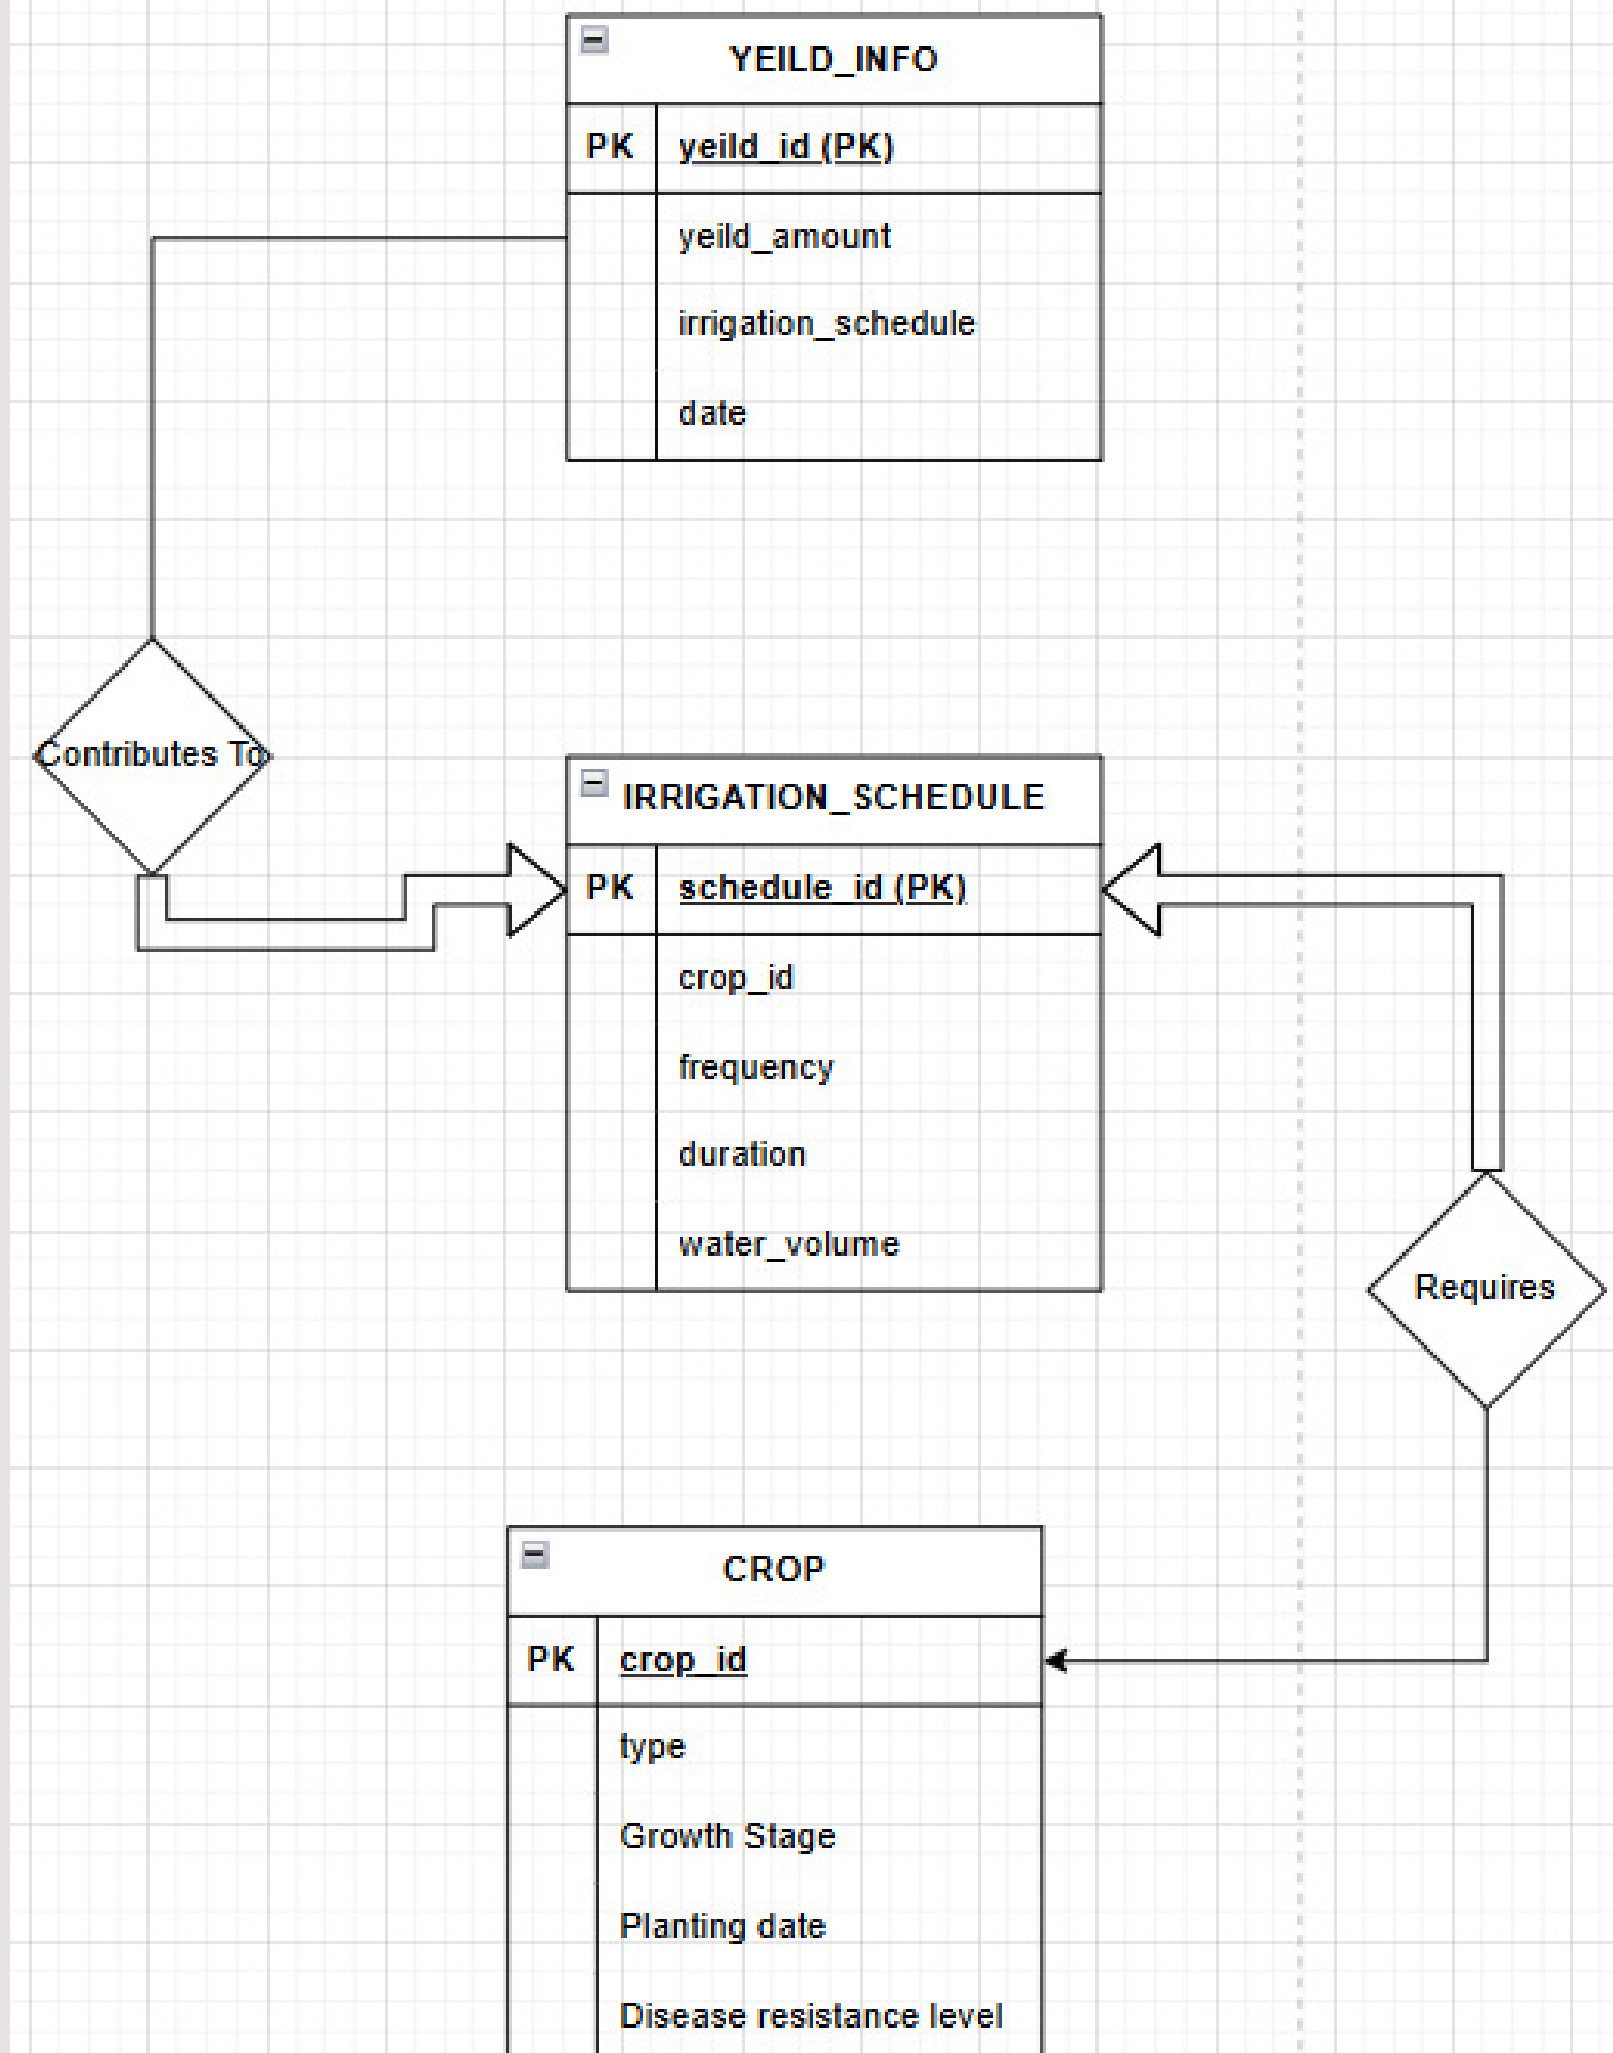 YEILD_INFO
PK yeild_id (PK)
yeild_amount
irrigation_schedule
date
Contributes To
IRRIGATION_SCHEDULE
PK schedule_id (PK)
crop_id
frequency
duration
water_volume
Requires
CROP
PK crop_id
type
Growth Stage
Planting date
Disease resistance level